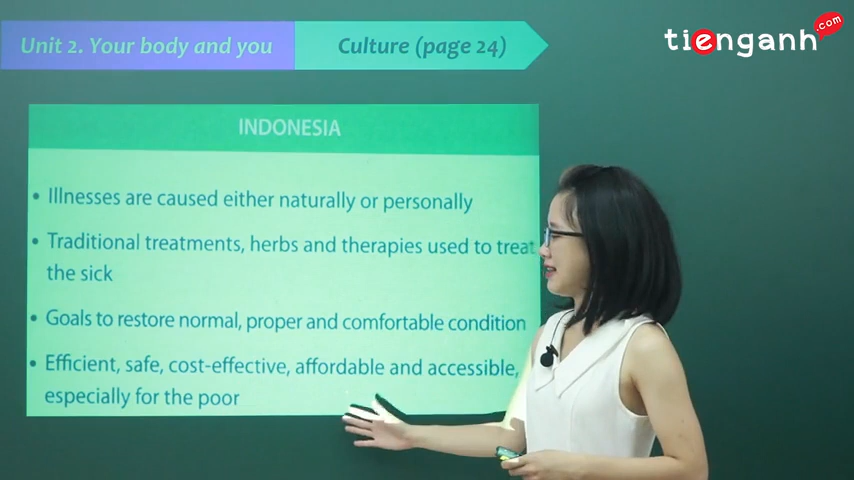 Unit 2. Your body and you
Culture (page 24)
tienganh.com
INDONESIA
• Illnesses are caused either naturally or personally
• Traditional treatments, herbs and therapies used to treat
the sick
• Goals to restore normal, proper and comfortable condition
• Efficient, safe, cost-effective, affordable and accessible,
especially for the poor